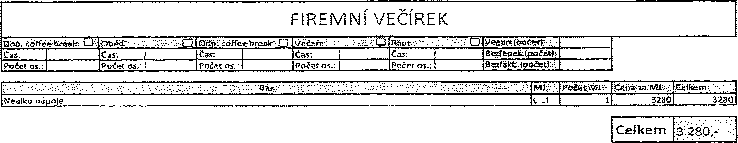 FIREMNÍ VEČÍREK
Dop. coffee break Oběd Odp. coffee break Večeře Raut Vegan (počet)
Čas: Čas: Čas: Čas: Čas: Bezlepek (počet)
Počet os.: Počet os.: Počet os.: Počet os.: Počet os.:
MJ Počet MJ Cena za MJ Celkem
Nealko nápoje 1 3280 3280
Celkem 3 280,-